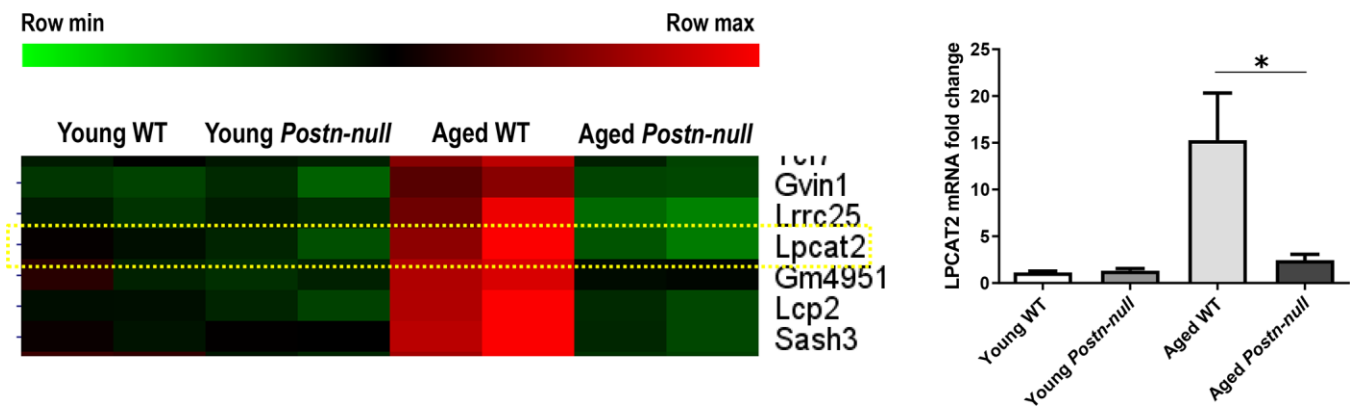 Row min
Row max
Young WT
Young Postn-null
Aged WT
Aged Postn-null
Gvin1
Lrrc25
Lpcat2
Gm4951
Lcp2
Sash3
LPCAT2 mRNA fold change
25
20
15
10
5
0
*
Young WT
Young Postn-null
Aged WT
Aged Postn-null